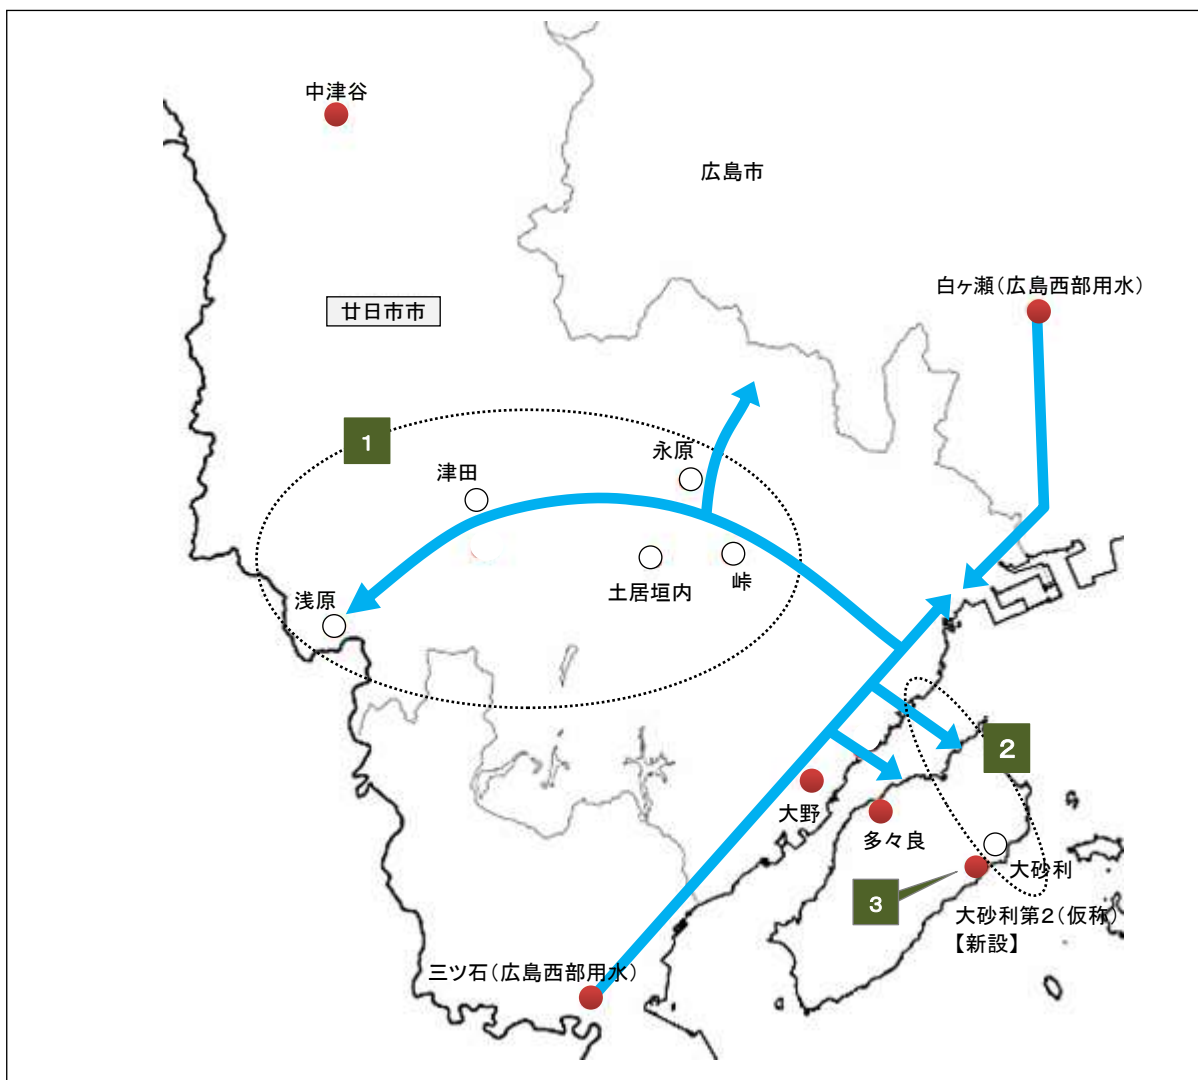 中津谷
広島市
白ヶ瀬(広島西部用水)
廿日市市
1
永原
津田
峠
土居垣内
浅原
2
大野
多々良
大砂利
3
大砂利第2(仮称)
【新設】
三ツ石(広島西部用水)